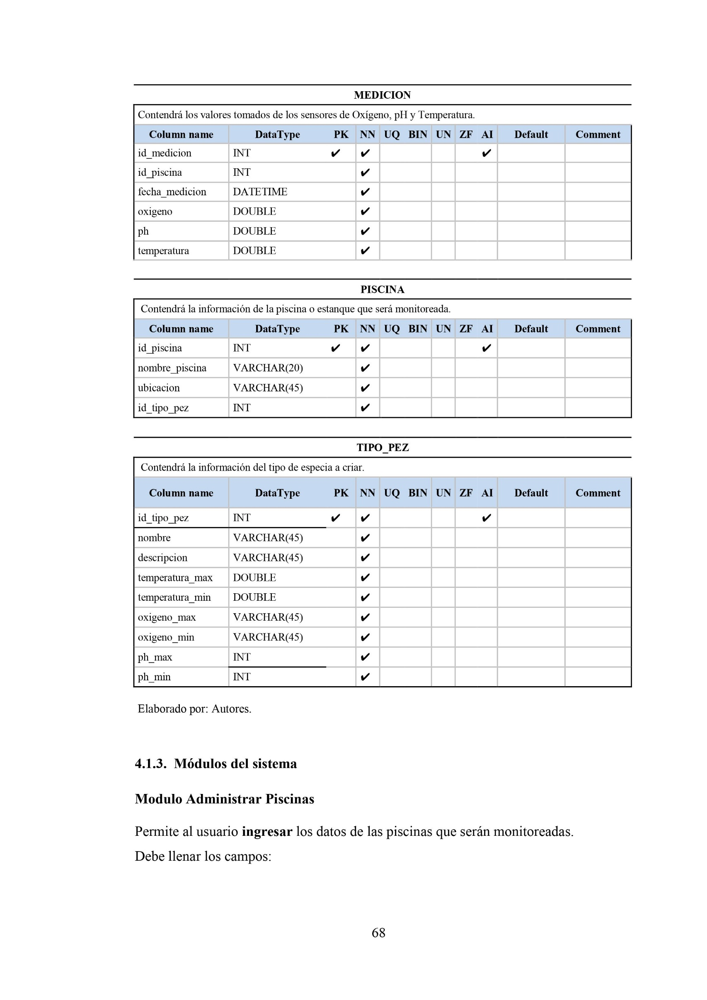 MEDICION
Contendrá los valores tomados de los sensores de Oxígeno, pH y Temperatura.
Column name DataType PK NN UQ BIN UN ZF AI Default Comment
id_medicion INT ✔ ✔ ✔
id_piscina INT ✔
fecha_medicion DATETIME ✔
oxigeno DOUBLE ✔
ph DOUBLE ✔
temperatura DOUBLE ✔
PISCINA
Contendrá la información de la piscina o estanque que será monitoreada.
Column name DataType PK NN UQ BIN UN ZF AI Default Comment
id_piscina INT ✔ ✔ ✔
nombre_piscina VARCHAR(20) ✔
ubicacion VARCHAR(45) ✔
id_tipo_pez INT ✔
TIPO_PEZ
Contendrá la información del tipo de especia a criar.
Column name DataType PK NN UQ BIN UN ZF AI Default Comment
id_tipo_pez INT ✔ ✔ ✔
nombre VARCHAR(45) ✔
descripcion VARCHAR(45) ✔
temperatura_max DOUBLE ✔
temperatura_min DOUBLE ✔
oxigeno_max VARCHAR(45) ✔
oxigeno_min VARCHAR(45) ✔
ph_max INT ✔
ph_min INT ✔
Elaborado por: Autores.
4.1.3. Módulos del sistema
Modulo Administrar Piscinas
Permite al usuario ingresar los datos de las piscinas que serán monitoreadas.
Debe llenar los campos:
68